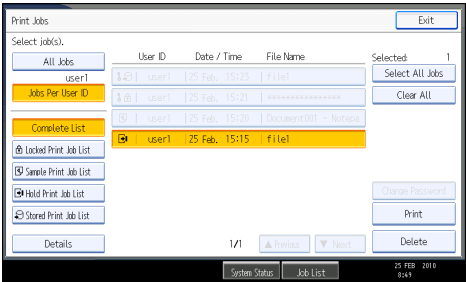 Print Jobs
Exit
Select job(s).
All Jobs
user1
Jobs Per User ID
Complete List
Locked Print Job List
Sample Print Job List
Hold Print Job List
Stored Print Job List
Details
User ID Date / Time File Name
user1 25 Feb. 15:23 file1
user1 25 Feb. 15:21 ****************
user1 25 Feb. 15:20 Document001 - Notepa
user1 25 Feb. 15:15 file1
1/1 ▲ Previous ▼ Next
Selected: 1
Select All Jobs
Clear All
Change Password
Print
Delete
System Status Job List
25 FEB 2010
8:49